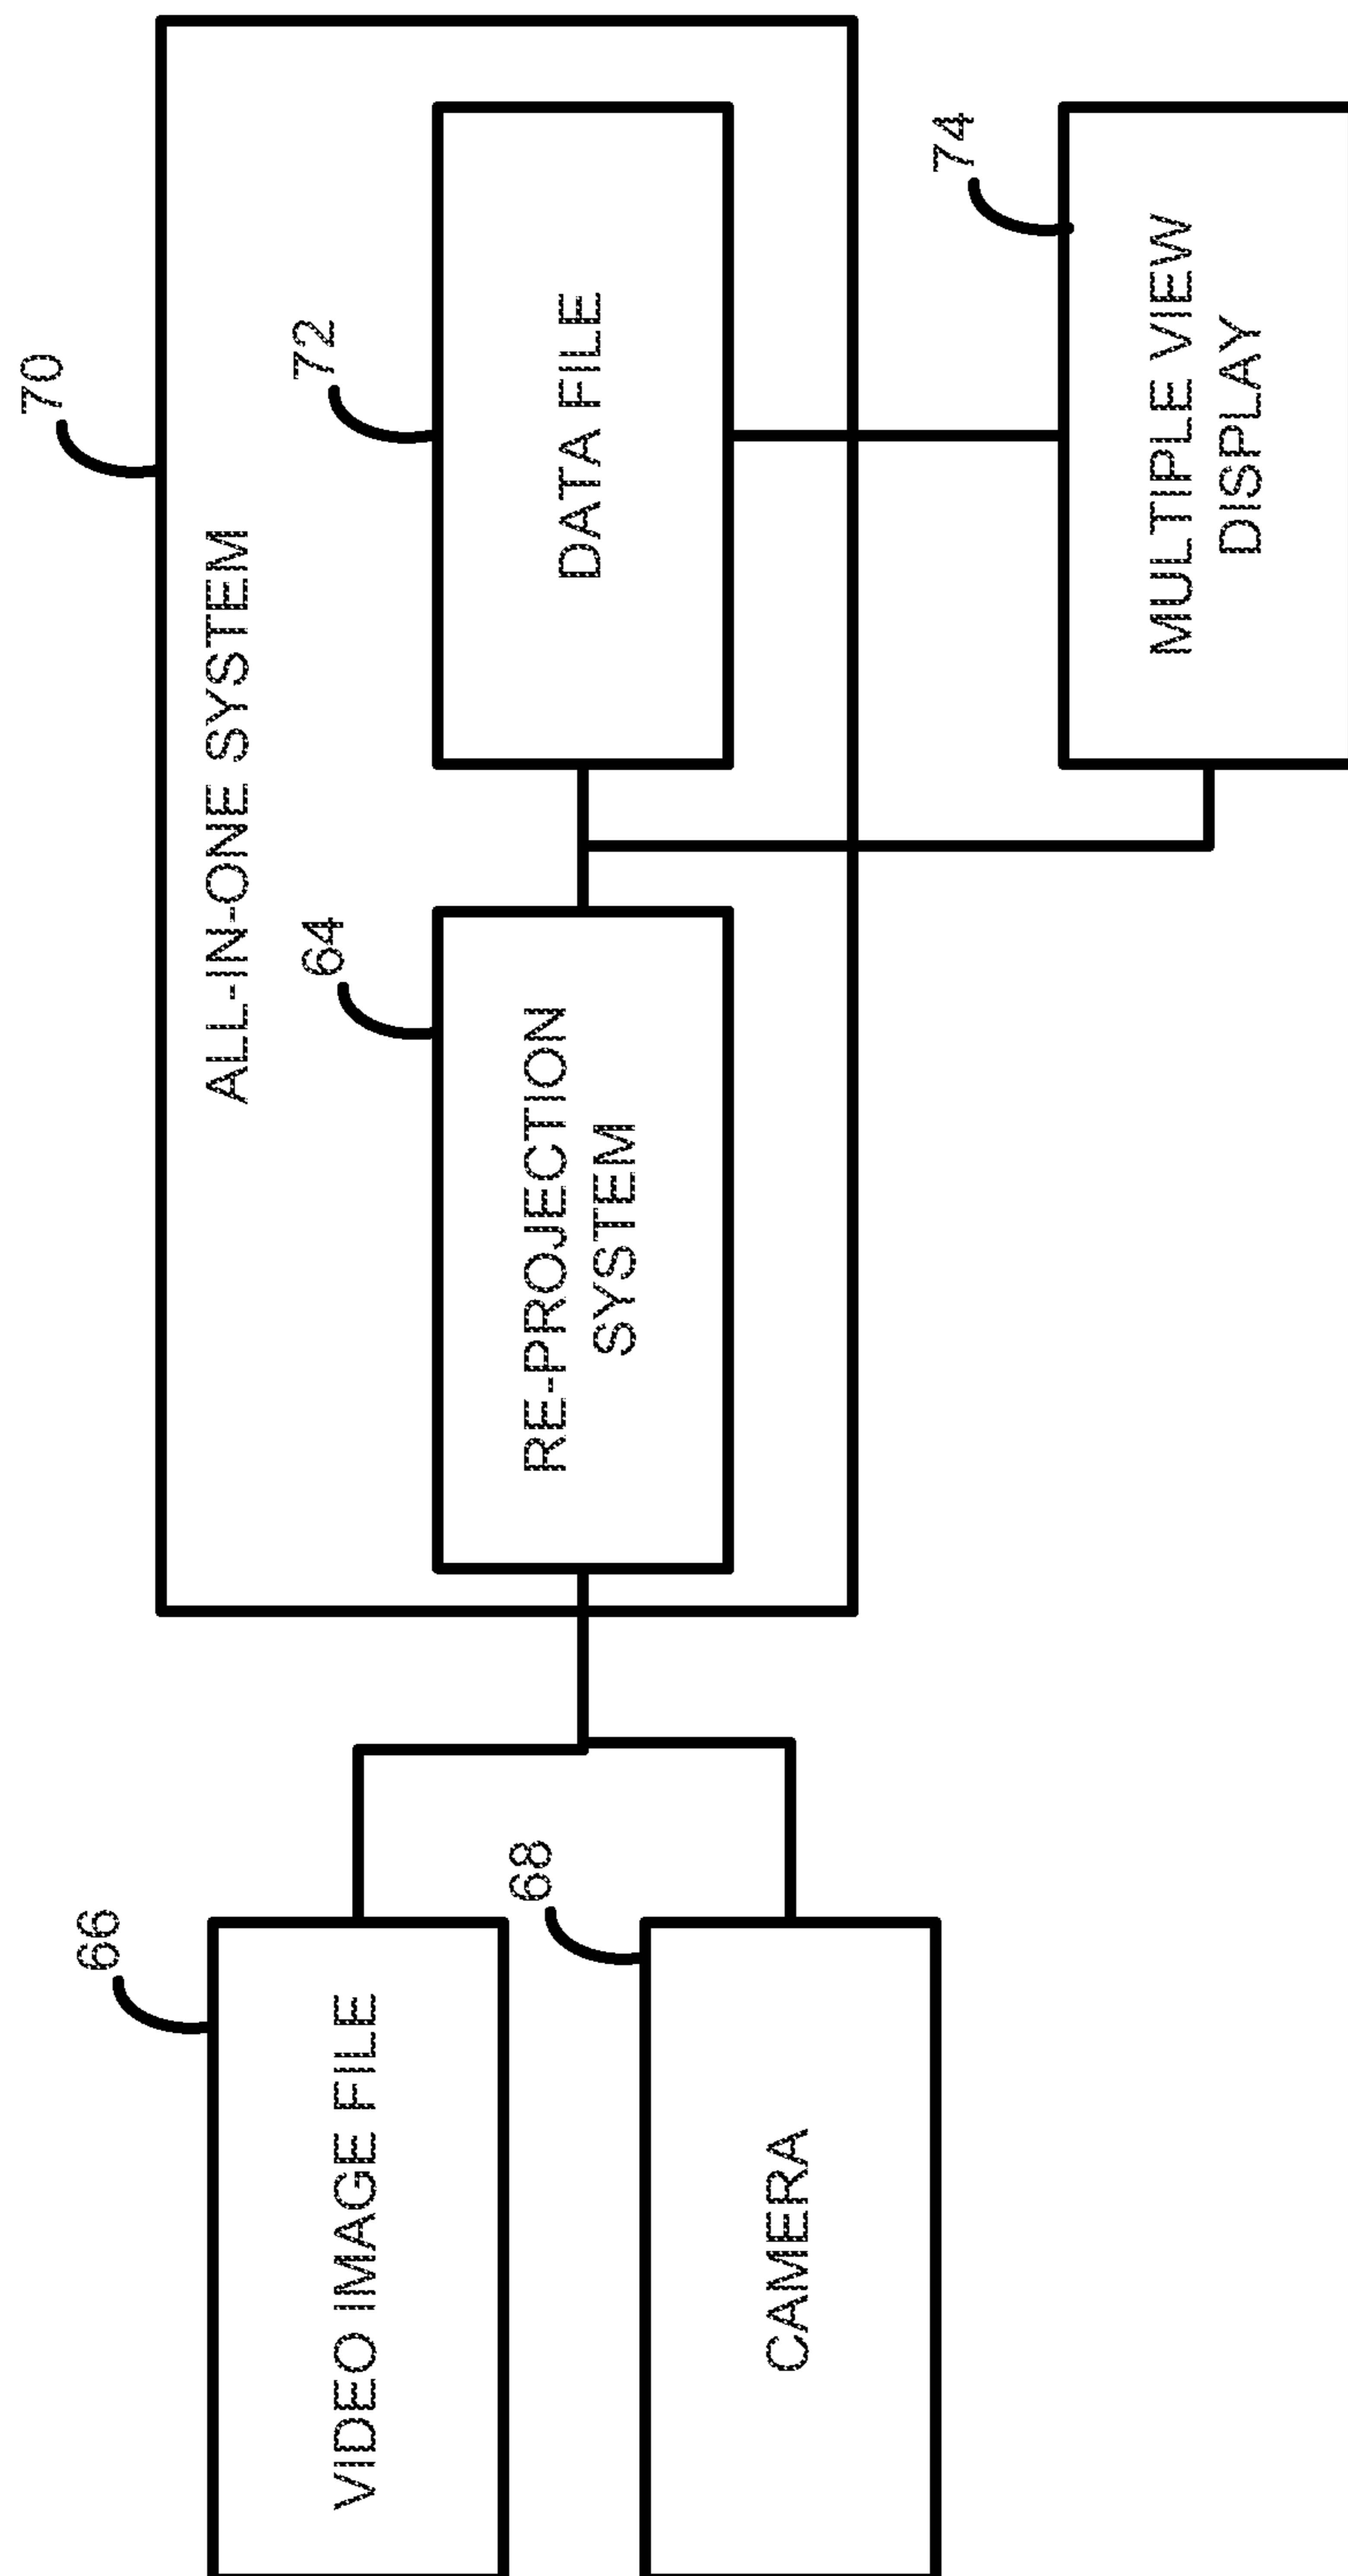 70
ALL-IN-ONE SYSTEM
66
VIDEO IMAGE FILE
64
RE-PROJECTION
SYSTEM
72
DATA FILE
68
CAMERA
74
MULTIPLE VIEW
DISPLAY